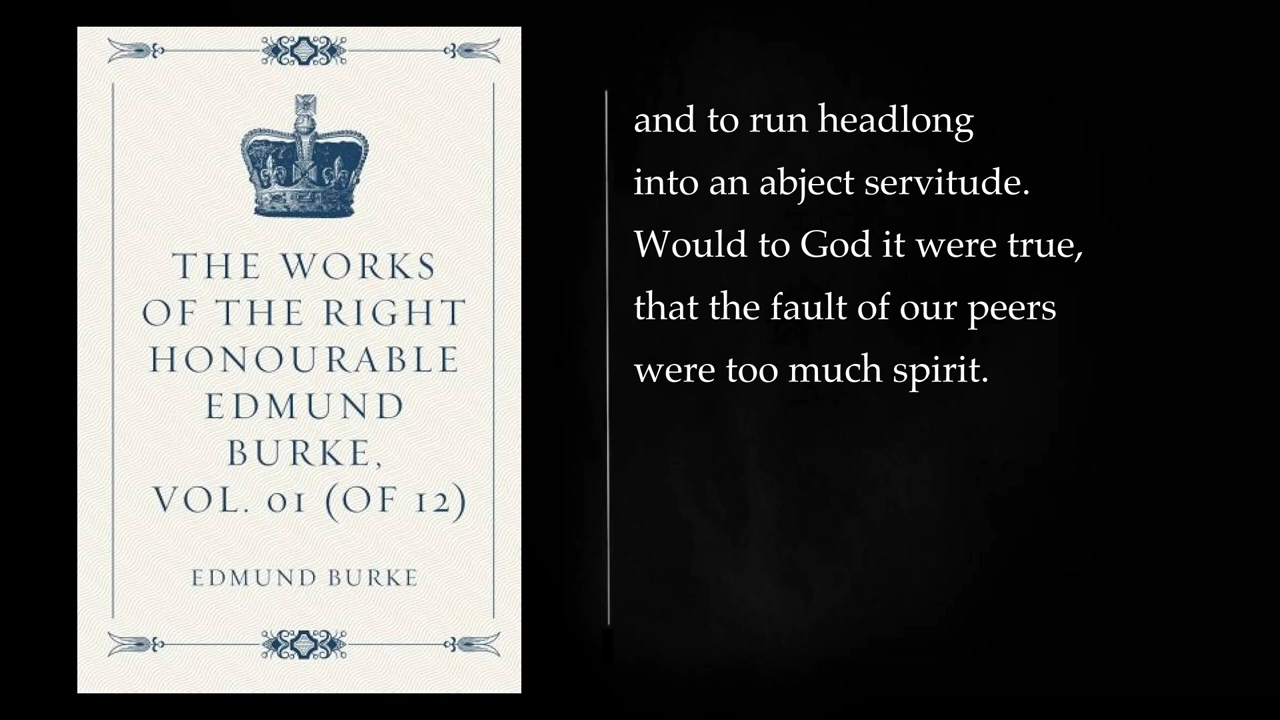 THE WORKS
OF THE RIGHT
HONOURABLE
EDMUND
BURKE,
VOL. 01 (OF 12)
EDMUND BURKE
and to run headlong
into an abject servitude.
Would to God it were true,
that the fault of our peers
were too much spirit.